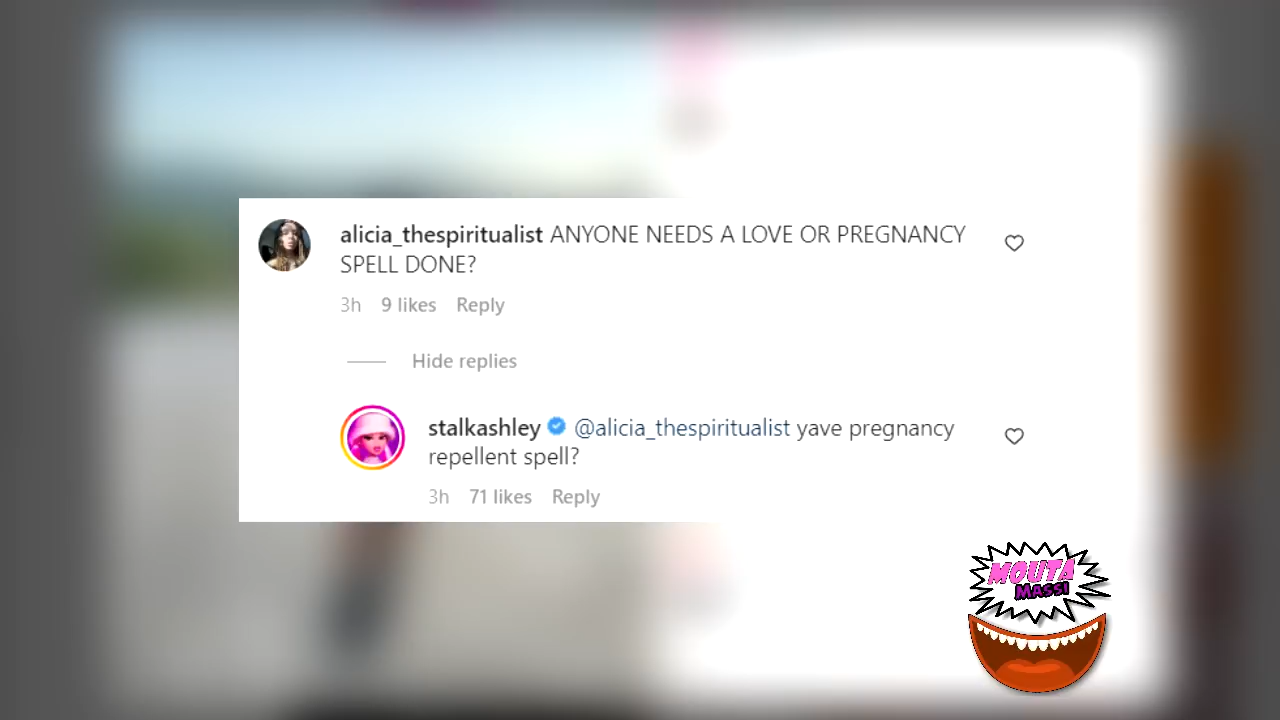 alicia_thespiritualist ANYONE NEEDS A LOVE OR PREGNANCY
SPELL DONE?
3h 9 likes Reply
Hide replies
stalkashley @alicia_thespiritualist yave pregnancy
repellent spell?
3h 71 likes Reply
MOUTA
MASSI